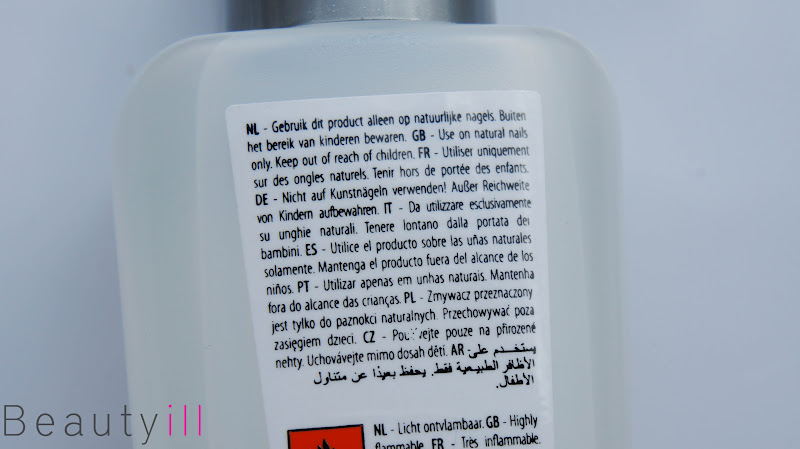 NL - Gebruik dit product alleen op natuurlijke nagels. Buiten
het bereik van kinderen bewaren. GB - Use on natural nails
only. Keep out of reach of children. FR - Utiliser uniquement
sur des ongles naturels. Tenir hors de portée des enfants.
DE - Nicht auf Kunstnägeln verwenden! Außer Reichweite
von Kindern aufbewahren. IT - Da utilizzare esclusivamente
su unghie naturali. Tenere lontano dalla portata dei
bambini. ES - Utilice el producto sobre las uñas naturales
solamente. Mantenga el producto fuera del alcance de los
niños. PT - Utilizar apenas em unhas naturais. Mantenha
fora do alcance das crianças. PL - Zmywacz przeznaczony
jest tylko do paznokci naturalnych. Przechowywać poza
zasięgiem dzieci. CZ - Používejte pouze na přirozené
nehty. Uchovávejte mimo dosah dětí. AR - يستخدم على
الأظافر الطبيعية فقط. يحفظ بعيدًا عن متناول
الأطفال.
NL - Licht ontvlambaar. GB - Highly
flammable. FR - Très inflammable.
Beautyill